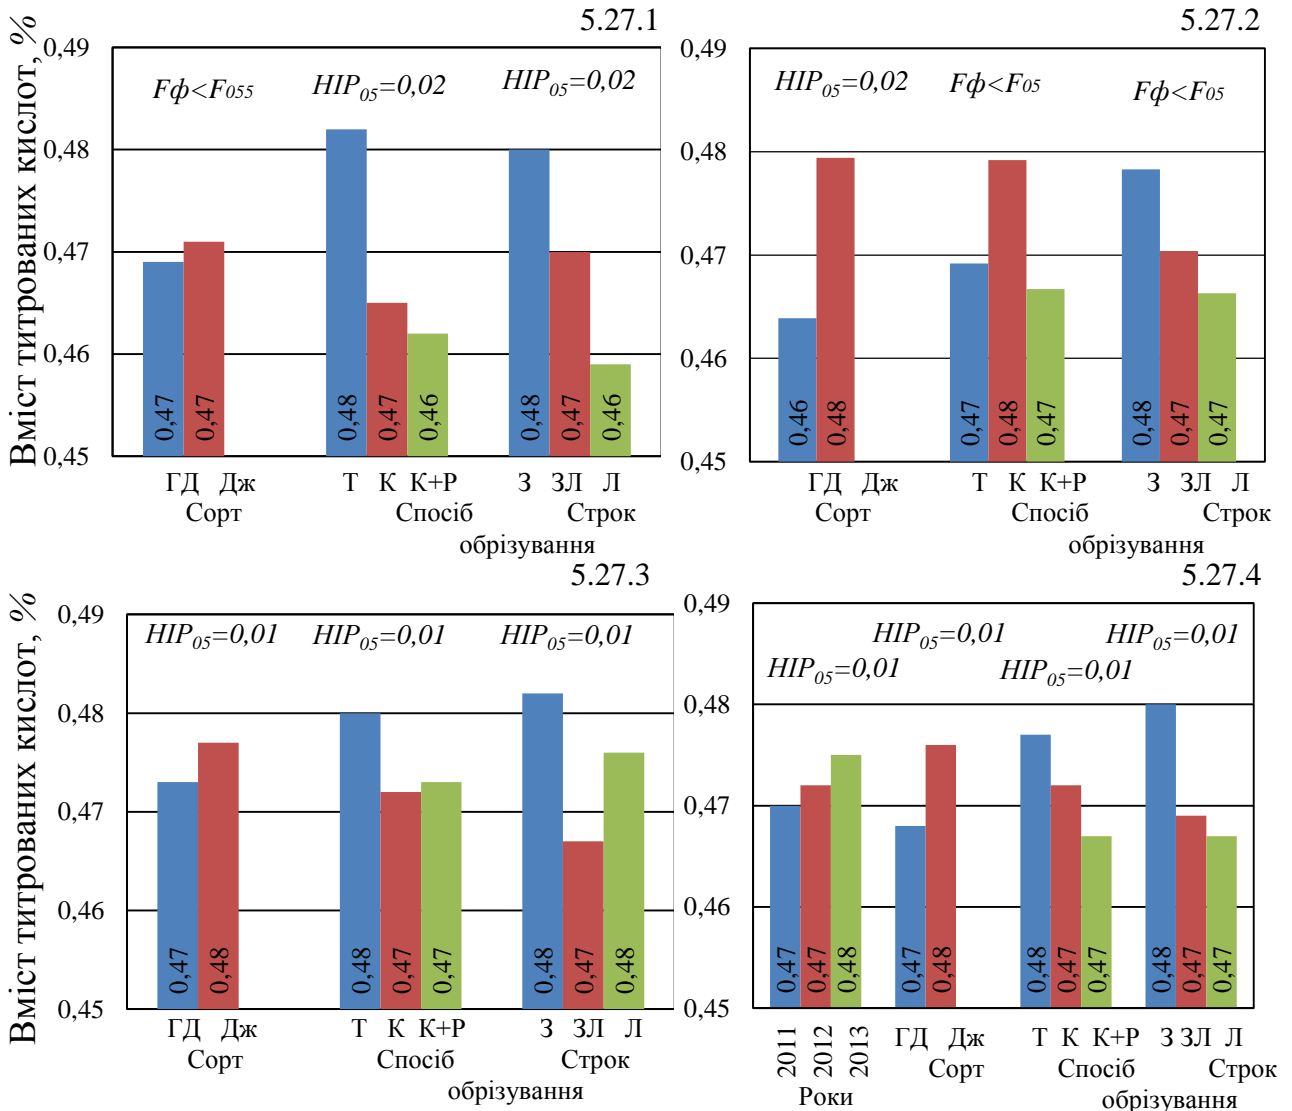 5.27.1
Вміст титрованих кислот, %
0,49
0,48
0,47
0,46
0,45
Fф<F055
НІР05=0,02
НІР05=0,02
0,47
0,47
0,48
0,47
0,46
0,48
0,47
0,46
ГД Дж Т К К+Р З ЗЛ Л
Сорт Спосіб Строк
обрізування
5.27.2
0,49
0,48
0,47
0,46
0,45
НІР05=0,02
Fф<F05
Fф<F05
0,46
0,48
0,47
0,48
0,47
0,48
0,47
0,47
ГД Дж Т К К+Р З ЗЛ Л
Сорт Спосіб Строк
обрізування
5.27.3
Вміст титрованих кислот, %
0,49
0,48
0,47
0,46
0,45
НІР05=0,01
НІР05=0,01
НІР05=0,01
0,47
0,48
0,48
0,47
0,47
0,48
0,47
0,48
ГД Дж Т К К+Р З ЗЛ Л
Сорт Спосіб Строк
обрізування
5.27.4
0,49
0,48
0,47
0,46
0,45
НІР05=0,01
НІР05=0,01
НІР05=0,01
НІР05=0,01
0,47
0,47
0,48
0,47
0,48
0,48
0,47
0,47
0,48
0,47
0,47
2011
2012
2013
ГД Дж Т К К+Р З ЗЛ Л
Роки Сорт Спосіб Строк
обрізування